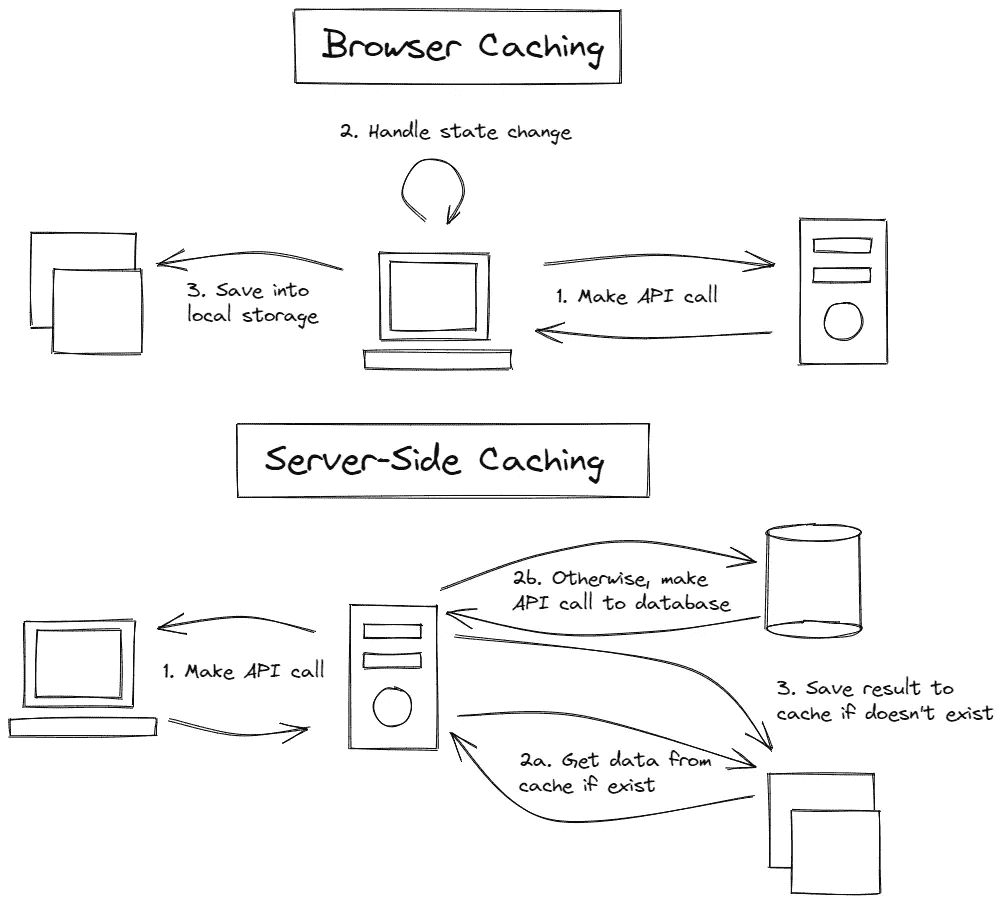 Browser Caching
2. Handle state change
3. Save into
local storage
1. Make API call
Server-Side Caching
2b. Otherwise, make
API call to database
1. Make API call
3. Save result to
cache if doesn't exist
2a. Get data from
cache if exist